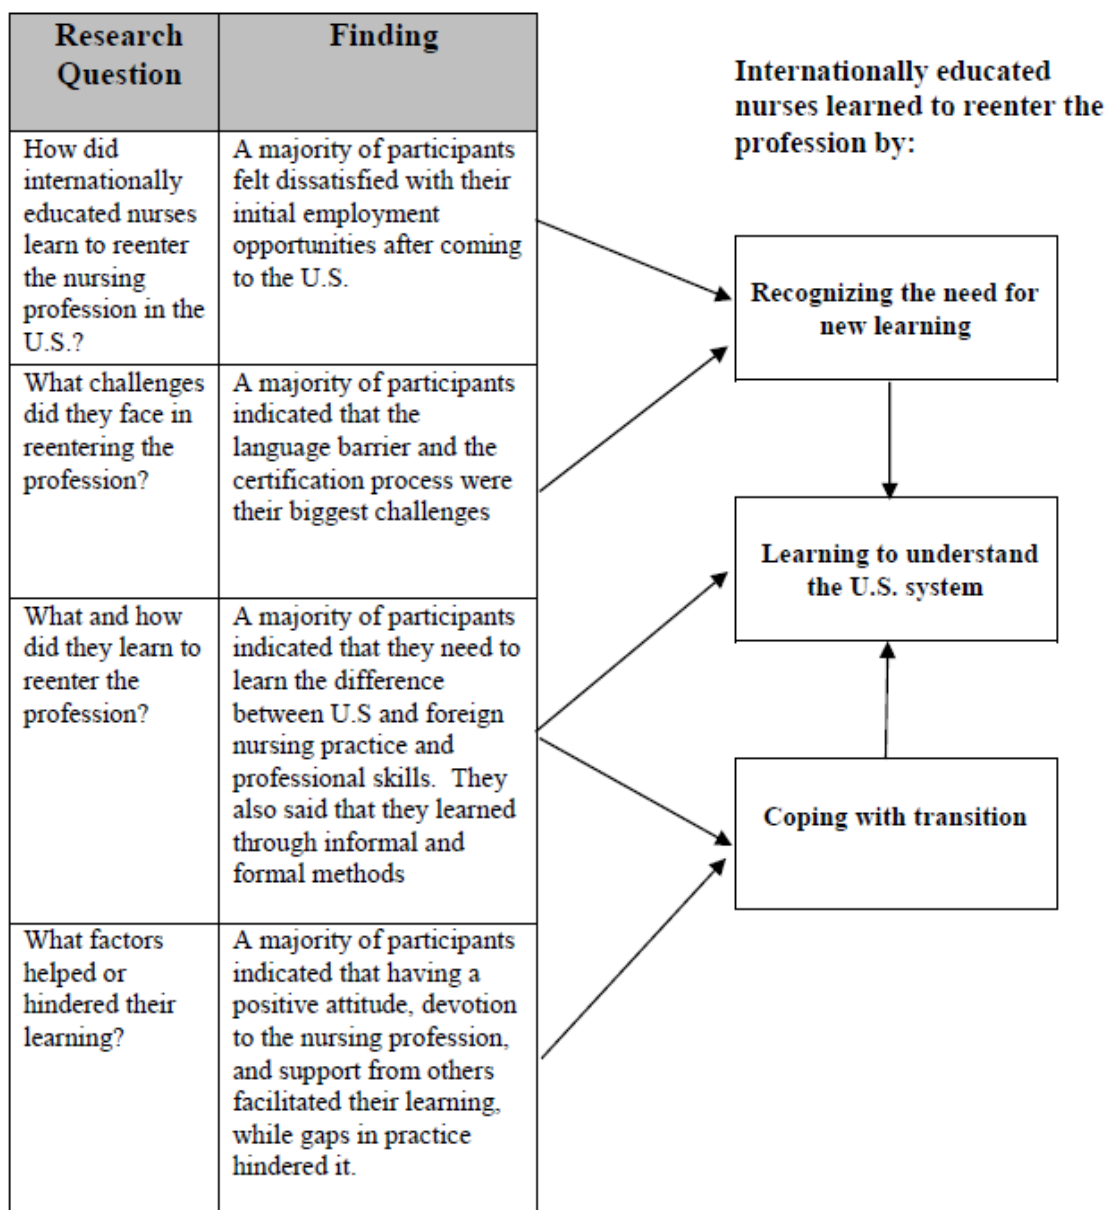 Research
Question
Finding
Internationally educated
nurses learned to reenter the
profession by:
How did
internationally
educated nurses
learn to reenter
the nursing
profession in the
U.S.?
A majority of participants
felt dissatisfied with their
initial employment
opportunities after coming
to the U.S.
Recognizing the need for
new learning
What challenges
did they face in
reentering the
profession?
A majority of participants
indicated that the
language barrier and the
certification process were
their biggest challenges
Learning to understand
the U.S. system
What and how
did they learn to
reenter the
profession?
A majority of participants
indicated that they need to
learn the difference
between U.S and foreign
nursing practice and
professional skills.  They
also said that they learned
through informal and
formal methods
Coping with transition
What factors
helped or
hindered their
learning?
A majority of participants
indicated that having a
positive attitude, devotion
to the nursing profession,
and support from others
facilitated their learning,
while gaps in practice
hindered it.